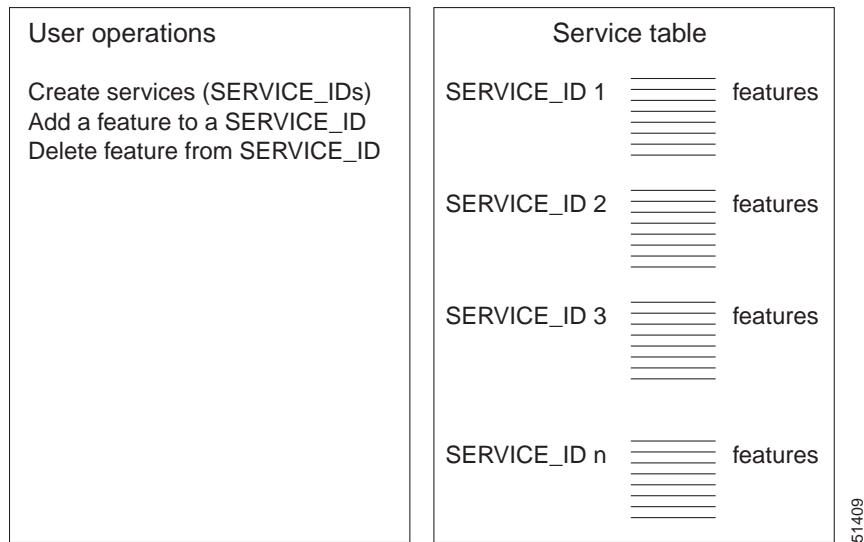 User operations
Create services (SERVICE_IDs)
Add a feature to a SERVICE_ID
Delete feature from SERVICE_ID
Service table
SERVICE_ID 1 features
SERVICE_ID 2 features
SERVICE_ID 3 features
SERVICE_ID n features
51409